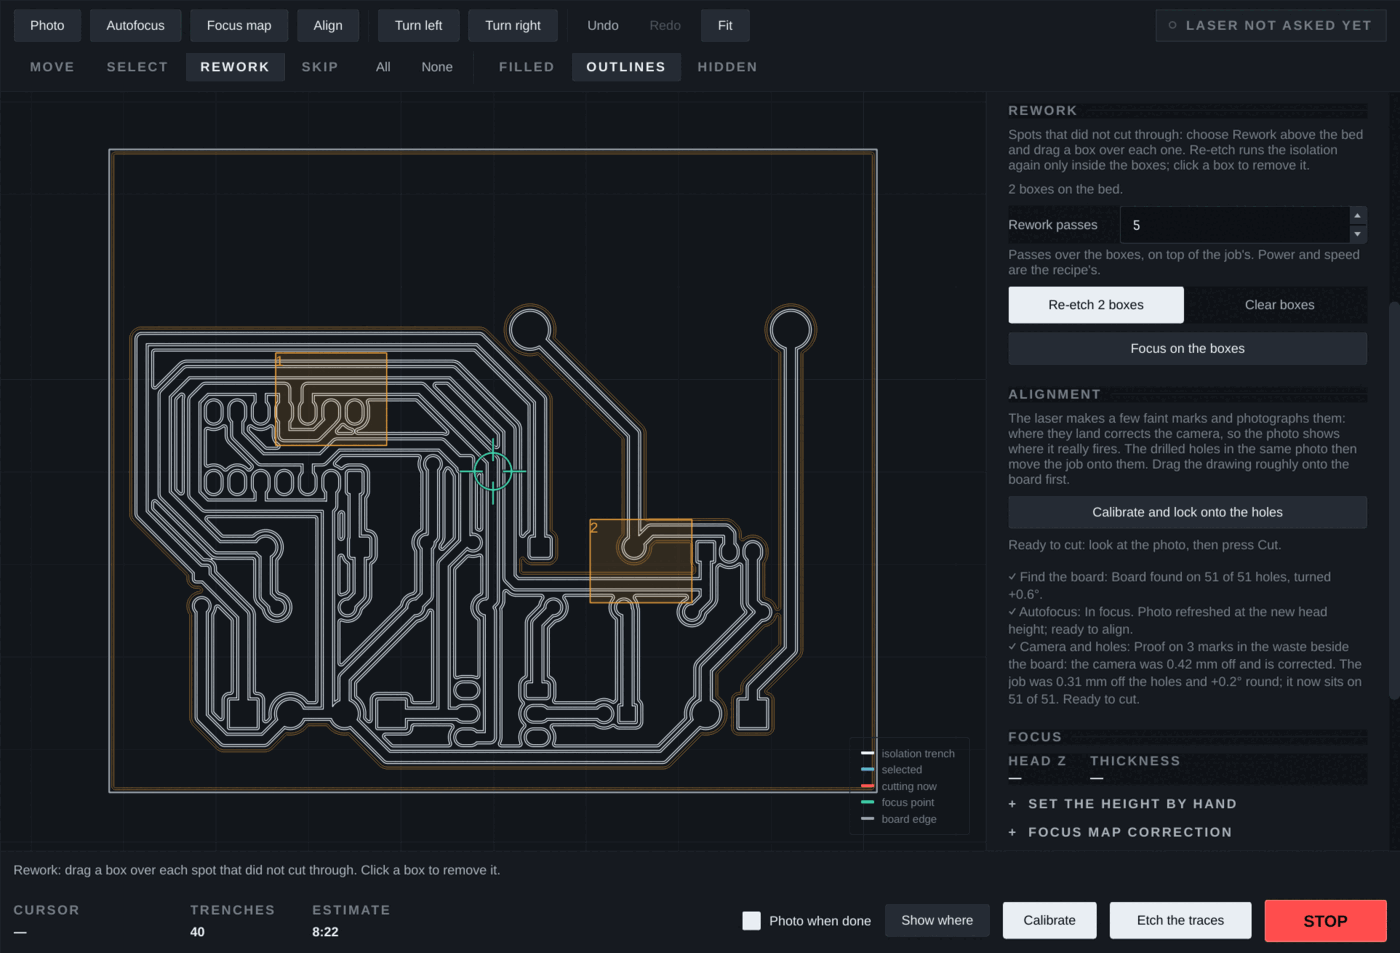 Photo Autofocus Focus map Align Turn left Turn right Undo Redo Fit LASER NOT ASKED YET
MOVE SELECT REWORK SKIP All None FILLED OUTLINES HIDDEN
REWORK
Spots that did not cut through: choose Rework above the bed
and drag a box over each one. Re-etch runs the isolation
again only inside the boxes; click a box to remove it.
2 boxes on the bed.
Rework passes 5
Passes over the boxes, on top of the job's. Power and speed
are the recipe's.
Re-etch 2 boxes Clear boxes
Focus on the boxes
ALIGNMENT
The laser makes a few faint marks and photographs them:
where they land corrects the camera, so the photo shows
where it really fires. The drilled holes in the same photo then
move the job onto them. Drag the drawing roughly onto the
board first.
Calibrate and lock onto the holes
Ready to cut: look at the photo, then press Cut.
✓ Find the board: Board found on 51 of 51 holes, turned
+0.6°.
✓ Autofocus: In focus. Photo refreshed at the new head
height; ready to align.
✓ Camera and holes: Proof on 3 marks in the waste beside
the board: the camera was 0.42 mm off and is corrected. The
job was 0.31 mm off the holes and +0.2° round; it now sits on
51 of 51. Ready to cut.
FOCUS
HEAD Z THICKNESS
— —
+ SET THE HEIGHT BY HAND
+ FOCUS MAP CORRECTION
1
2
isolation trench
selected
cutting now
focus point
board edge
Rework: drag a box over each spot that did not cut through. Click a box to remove it.
CURSOR TRENCHES ESTIMATE
— 40 8:22
Photo when done Show where Calibrate Etch the traces STOP